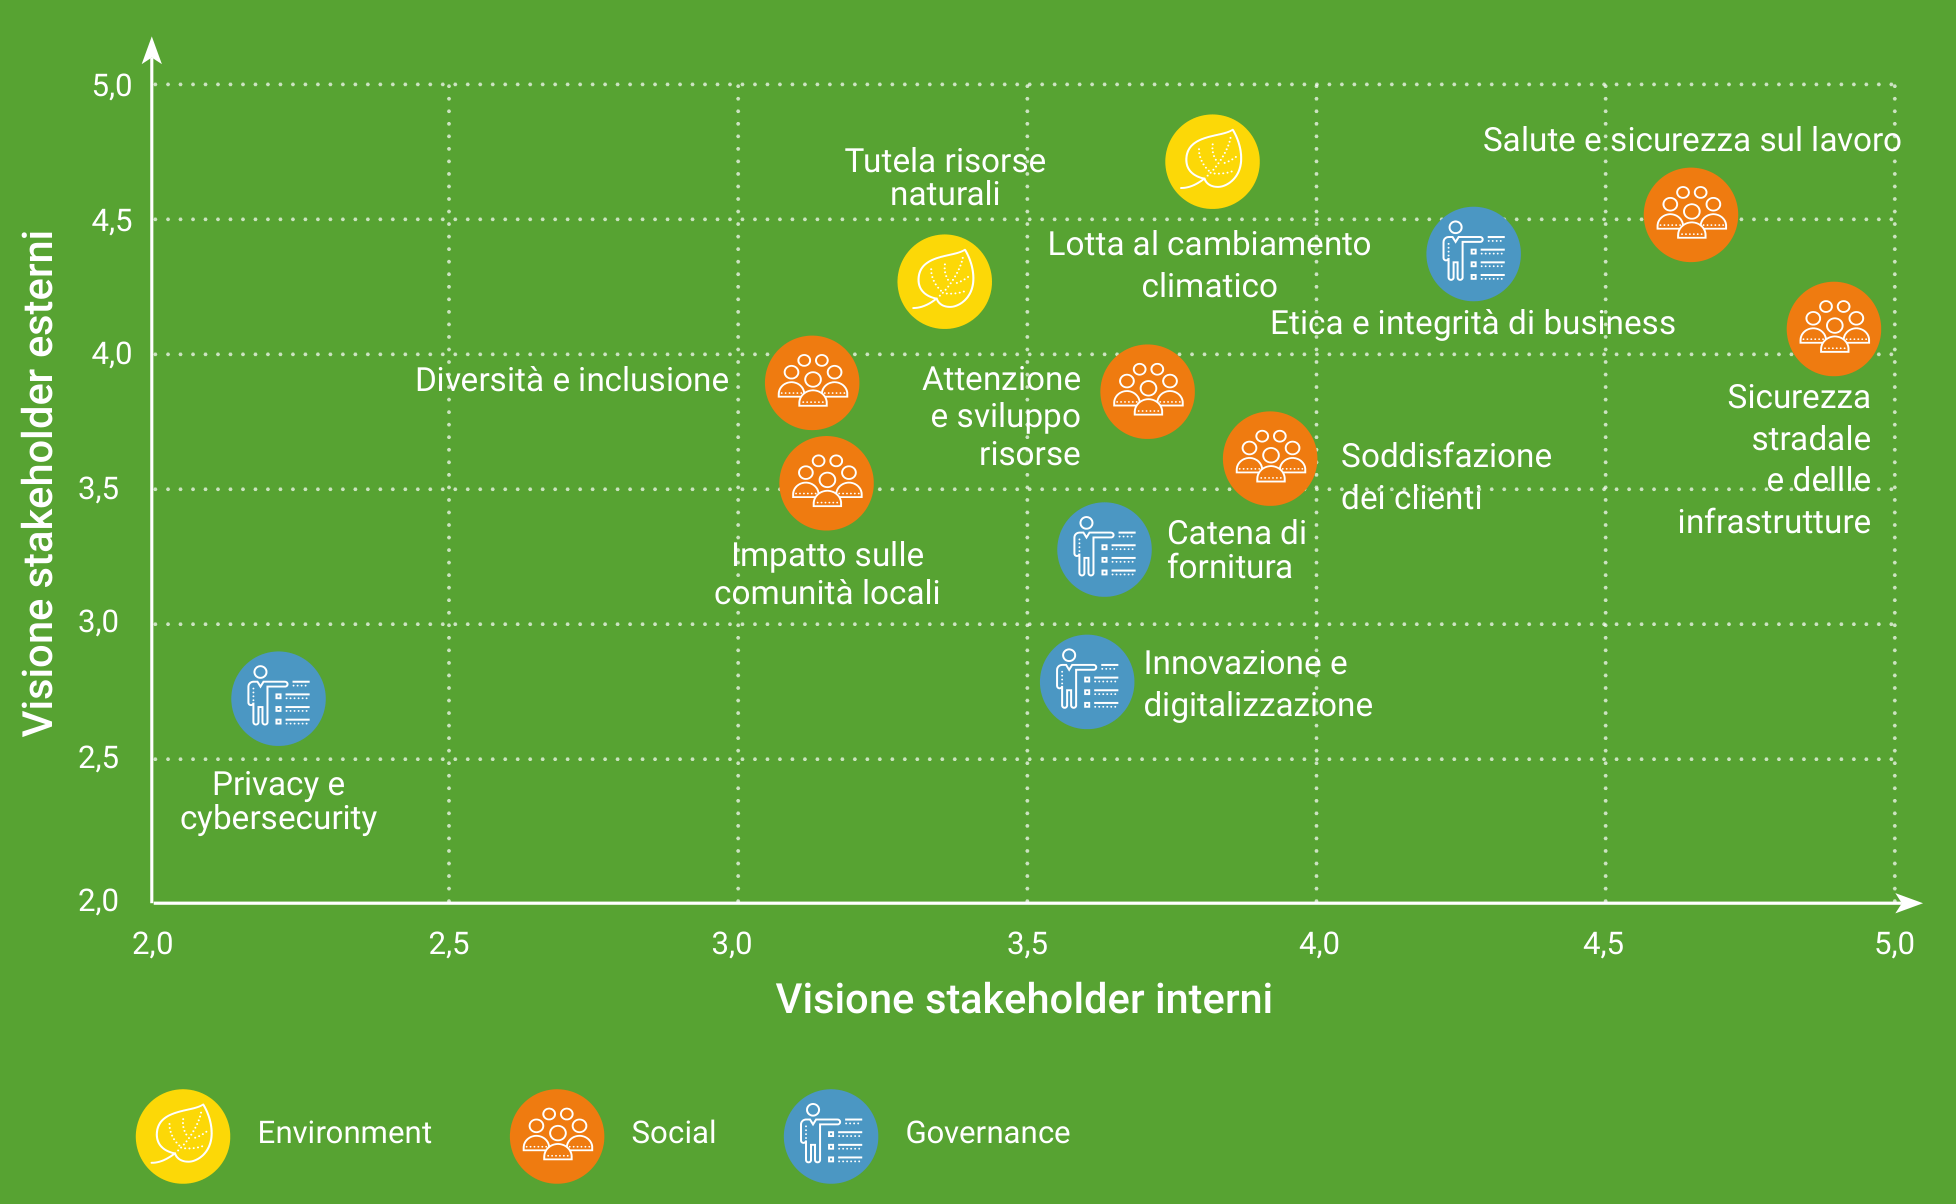 Visione stakeholder esterni
5,0
4,5
4,0
3,5
3,0
2,5
2,0
Salute e sicurezza sul lavoro
Tutela risorse
naturali
Lotta al cambiamento
climatico
Etica e integrità di business
Diversità e inclusione
Attenzione
e sviluppo
risorse
Sicurezza
stradale
e dellle
infrastrutture
Soddisfazione
dei clienti
Catena di
fornitura
Impatto sulle
comunità locali
Innovazione e
digitalizzazione
Privacy e
cybersecurity
2,0
2,5
3,0
3,5
4,0
4,5
5,0
Visione stakeholder interni
Environment
Social
Governance